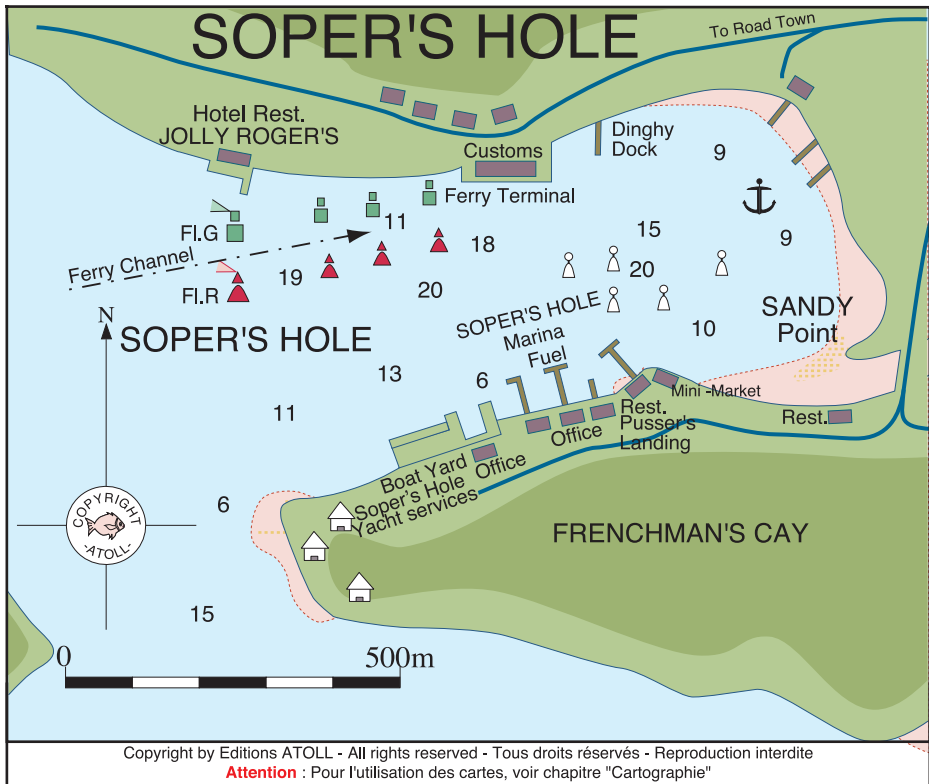 SOPER'S HOLE
To Road Town
Hotel Rest.
JOLLY ROGER'S
Customs
Dinghy
Dock
9
Ferry Terminal
11
Fl.G
18
15
9
Ferry Channel
19
20
20
Fl.R
N
SOPER'S HOLE
SOPER'S HOLE
Marina
Fuel
10
SANDY
Point
13
6
Mini -Market
11
Rest.
Pusser's
Landing
Rest.
Office
Office
Boat Yard
Soper's Hole
Yacht services
6
COPYRIGHT
-ATOLL-
FRENCHMAN'S CAY
15
0
500m
Copyright by Editions ATOLL - All rights reserved - Tous droits réservés - Reproduction interdite
Attention : Pour l'utilisation des cartes, voir chapitre "Cartographie"